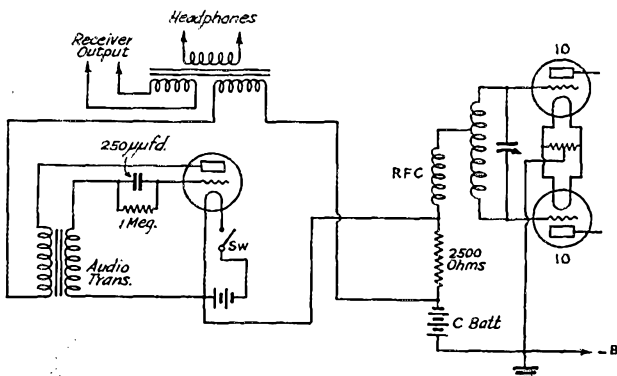 Headphones
Receiver
Output
10
250µµfd.
RFC
1 Meg.
Sw
2500
Ohms
10
Audio
Trans.
C Batt
-B